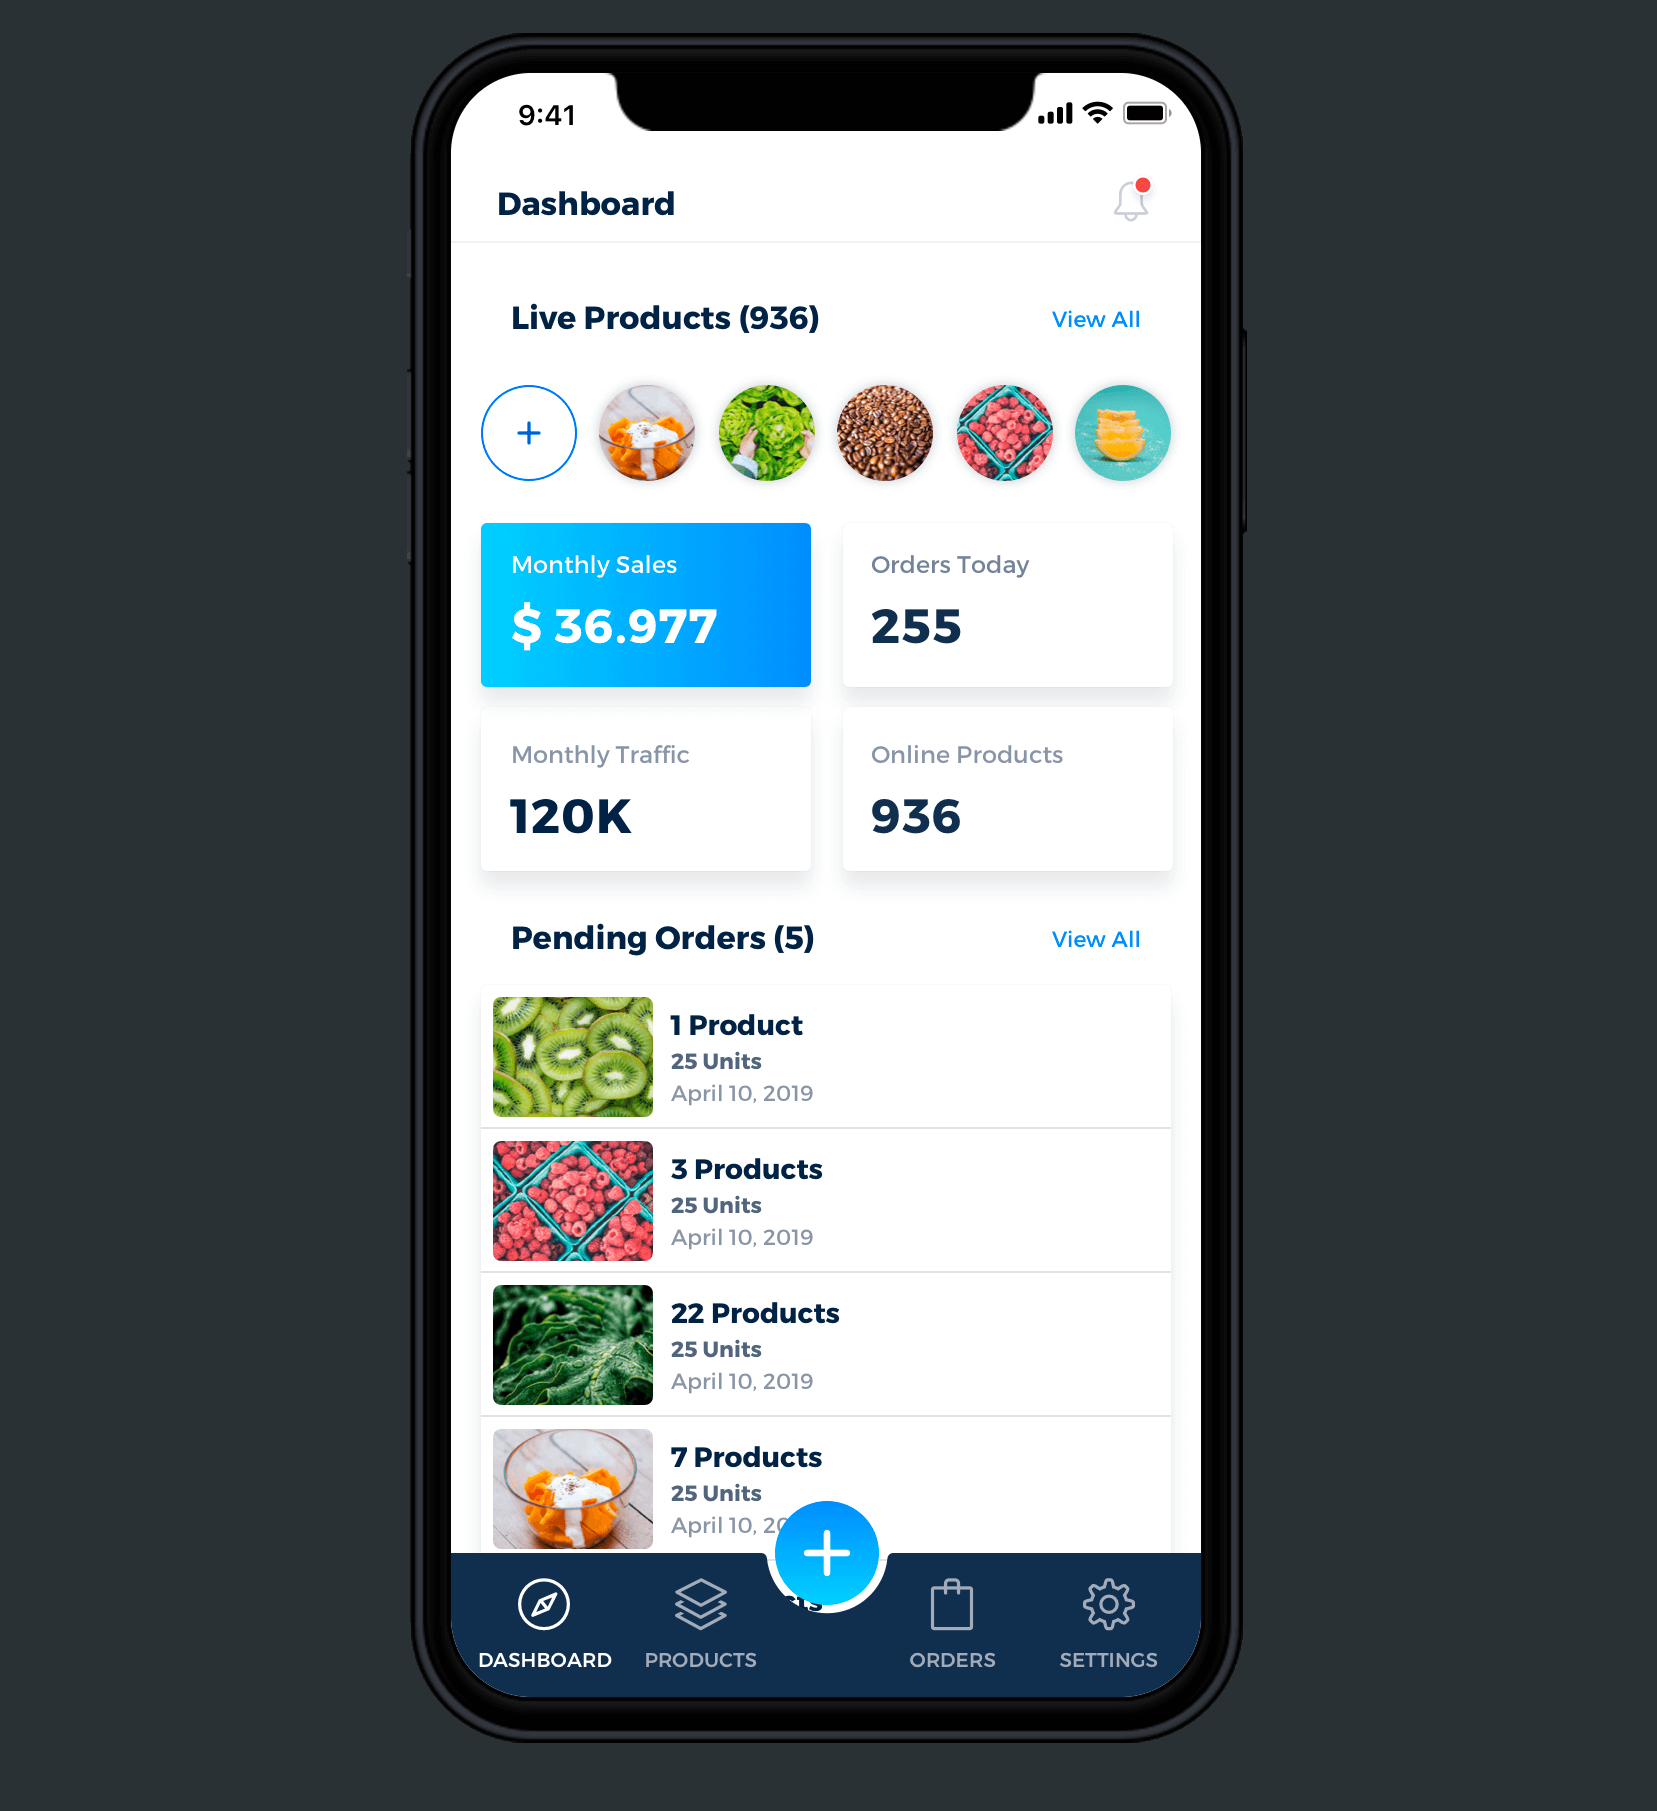 9:41
Dashboard
Live Products (936)
View All
Monthly Sales
$ 36.977
Orders Today
255
Monthly Traffic
120K
Online Products
936
Pending Orders (5)
View All
1 Product
25 Units
April 10, 2019
3 Products
25 Units
April 10, 2019
22 Products
25 Units
April 10, 2019
7 Products
25 Units
April 10, 20
DASHBOARD
PRODUCTS
ORDERS
SETTINGS